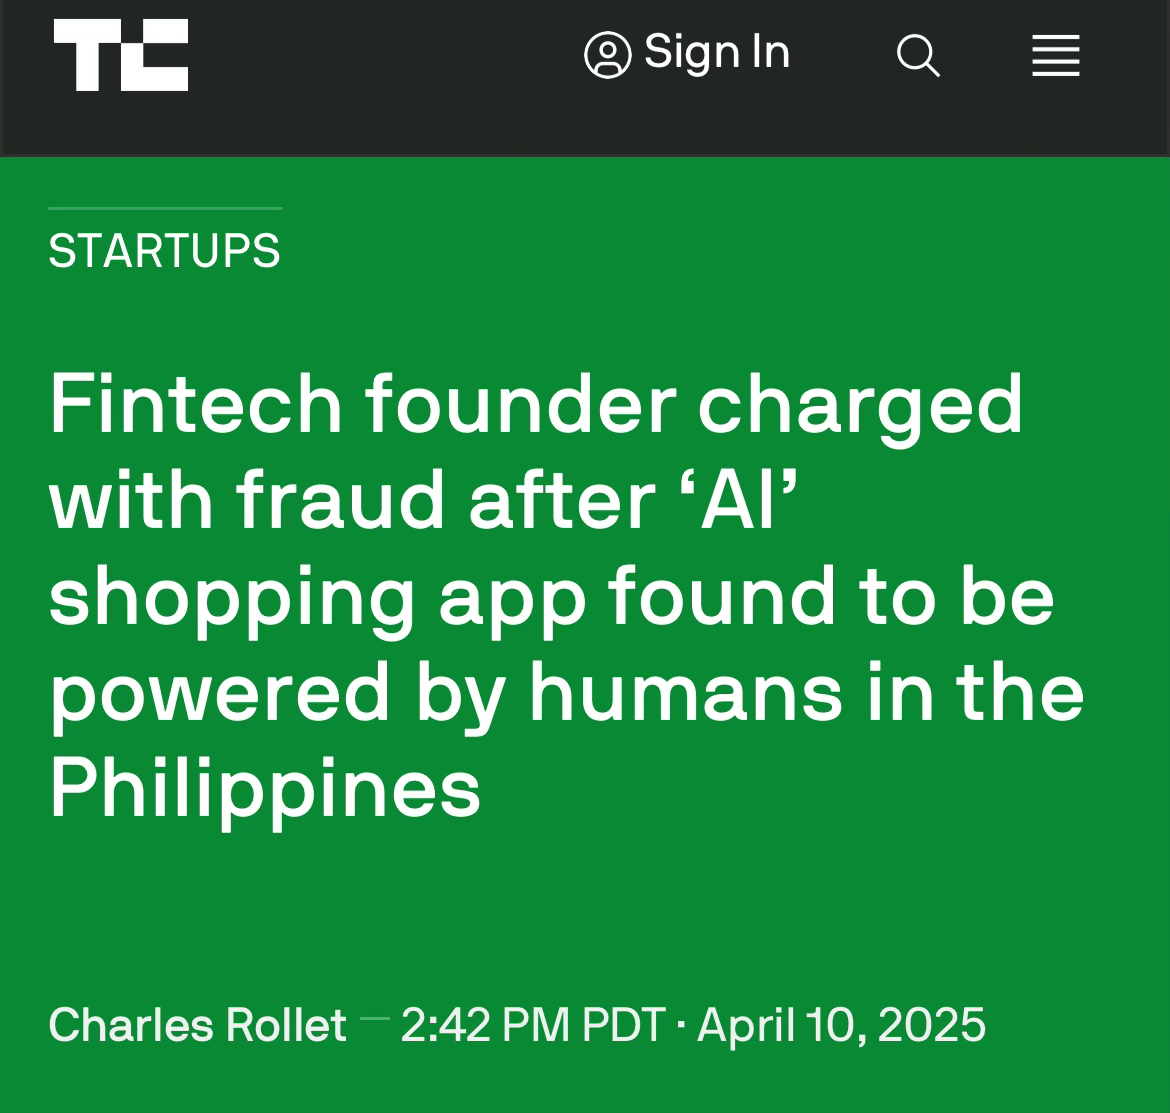 TC
Sign In
STARTUPS
Fintech founder charged
with fraud after ‘AI’
shopping app found to be
powered by humans in the
Philippines
Charles Rollet — 2:42 PM PDT · April 10, 2025